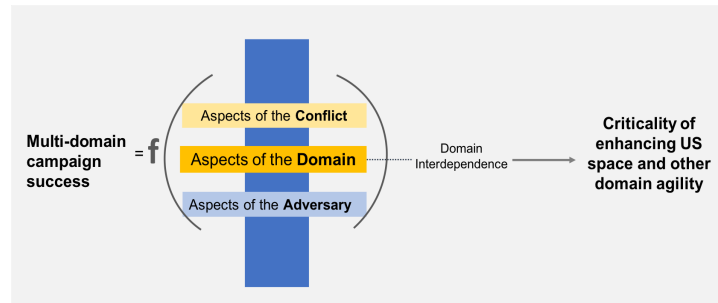 Multi-domain
campaign
success
= f
Aspects of the Conflict
Aspects of the Domain
Aspects of the Adversary
Domain
Interdependence
Criticality of
enhancing US
space and other
domain agility